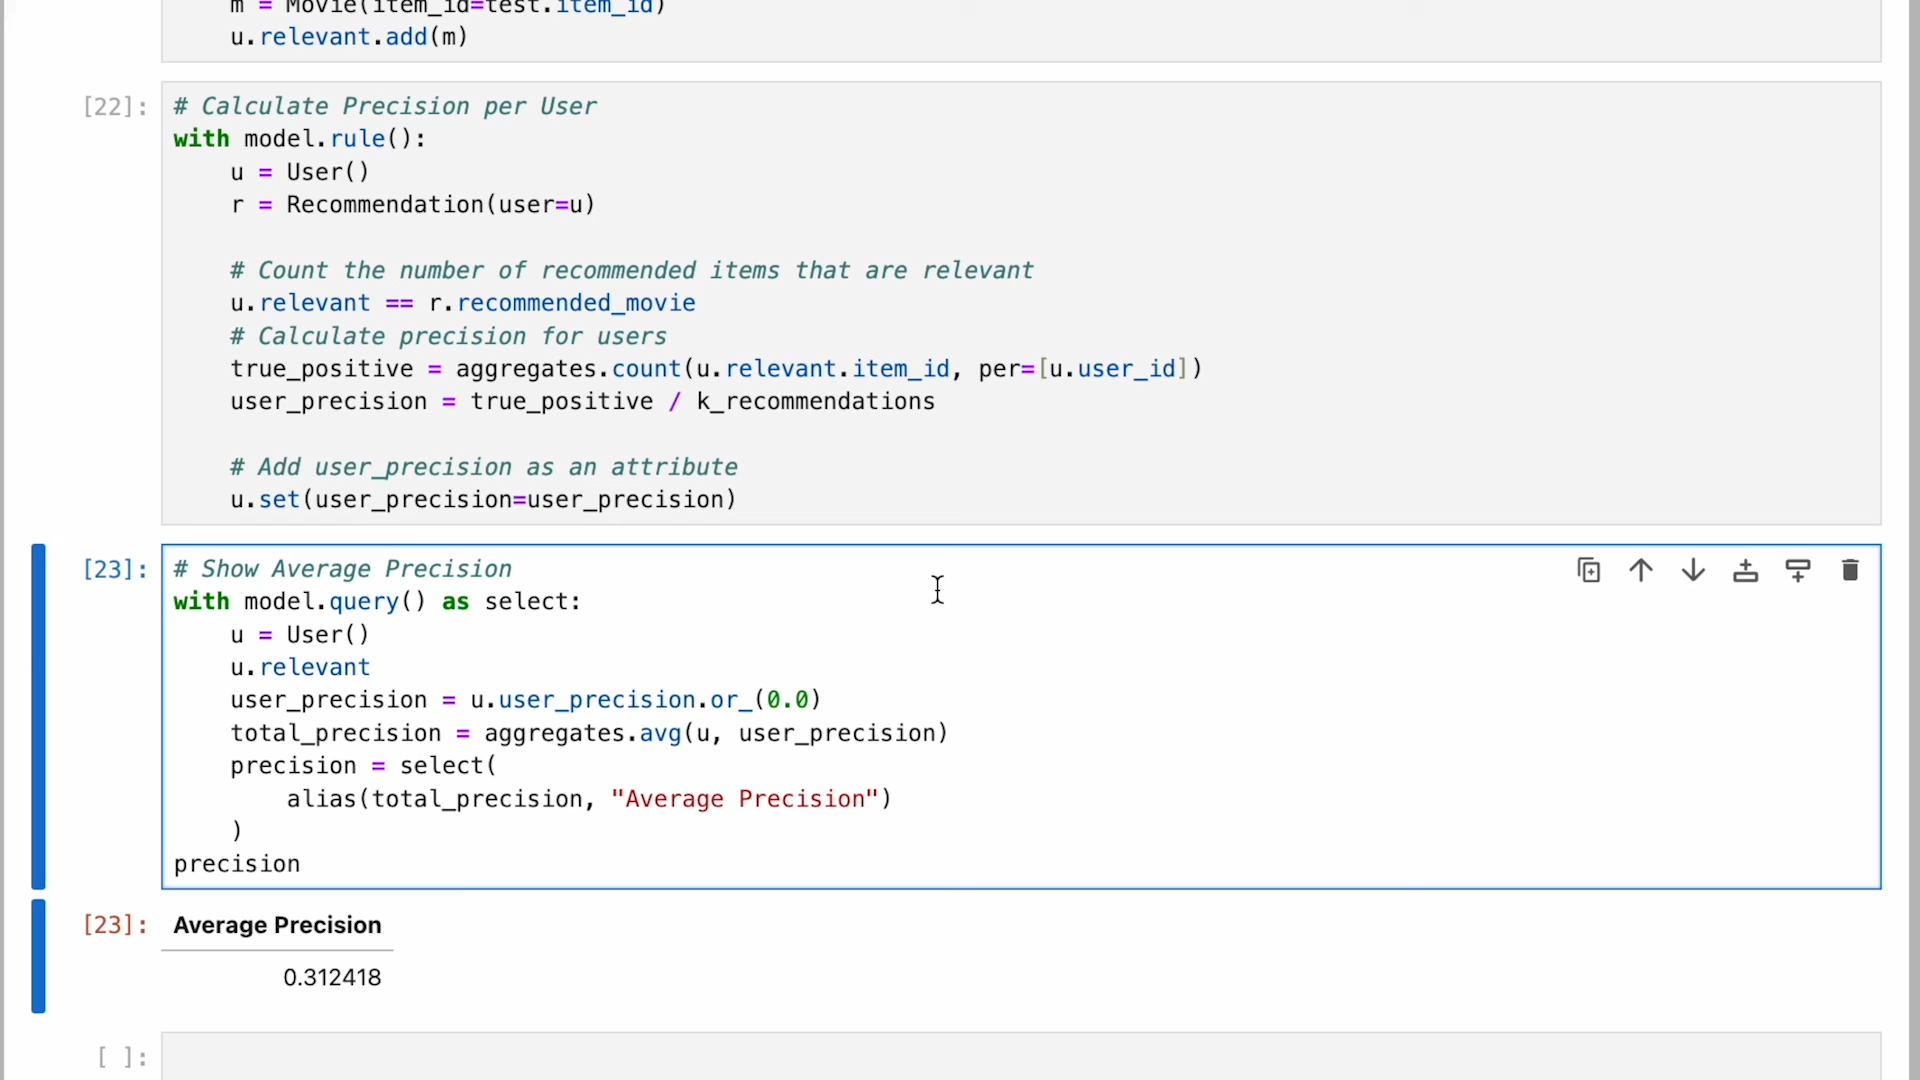 m = Movie(item_id=test.item_id)
u.relevant.add(m)
[22]:
# Calculate Precision per User
with model.rule():
u = User()
r = Recommendation(user=u)
# Count the number of recommended items that are relevant
u.relevant == r.recommended_movie
# Calculate precision for users
true_positive = aggregates.count(u.relevant.item_id, per=[u.user_id])
user_precision = true_positive / k_recommendations
# Add user_precision as an attribute
u.set(user_precision=user_precision)
[23]:
# Show Average Precision
with model.query() as select:
u = User()
u.relevant
user_precision = u.user_precision.or_(0.0)
total_precision = aggregates.avg(u, user_precision)
precision = select(
alias(total_precision, "Average Precision")
)
precision
[23]:
Average Precision
0.312418
[ ]: